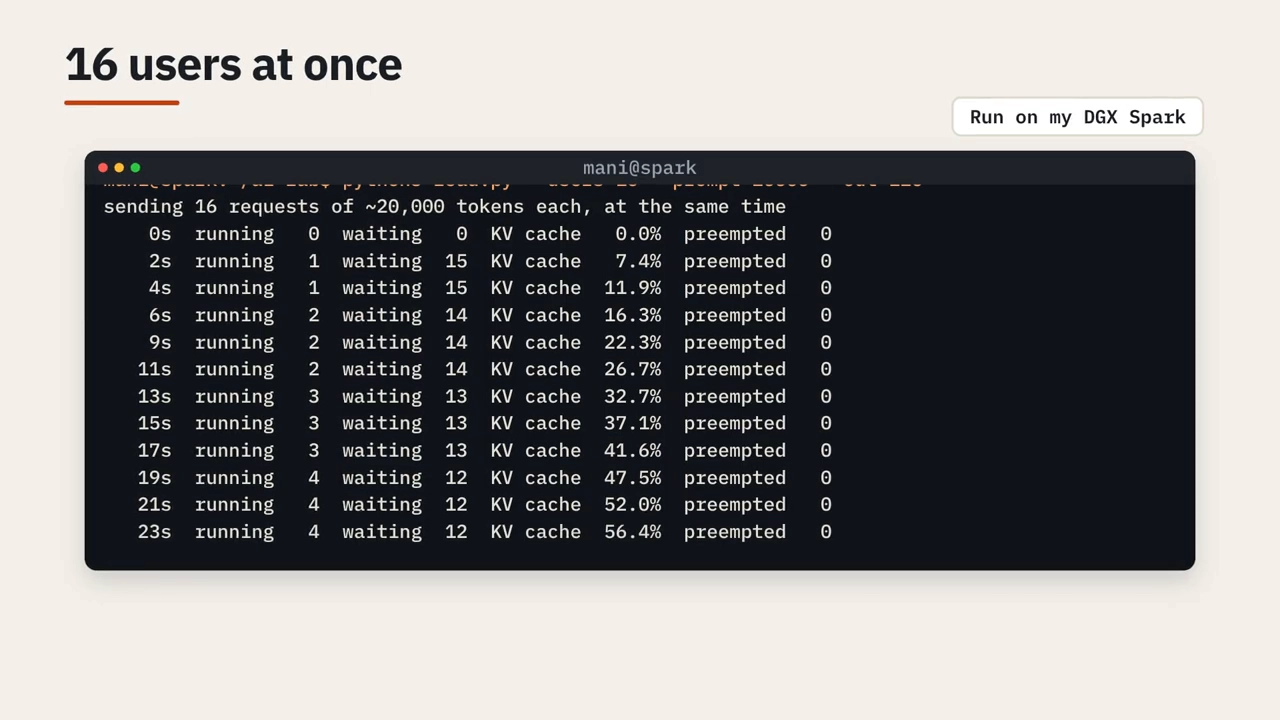 16 users at once
Run on my DGX Spark
mani@spark
sending 16 requests of ~20,000 tokens each, at the same time
0s running 0 waiting 0 KV cache 0.0% preempted 0
2s running 1 waiting 15 KV cache 7.4% preempted 0
4s running 1 waiting 15 KV cache 11.9% preempted 0
6s running 2 waiting 14 KV cache 16.3% preempted 0
9s running 2 waiting 14 KV cache 22.3% preempted 0
11s running 2 waiting 14 KV cache 26.7% preempted 0
13s running 3 waiting 13 KV cache 32.7% preempted 0
15s running 3 waiting 13 KV cache 37.1% preempted 0
17s running 3 waiting 13 KV cache 41.6% preempted 0
19s running 4 waiting 12 KV cache 47.5% preempted 0
21s running 4 waiting 12 KV cache 52.0% preempted 0
23s running 4 waiting 12 KV cache 56.4% preempted 0